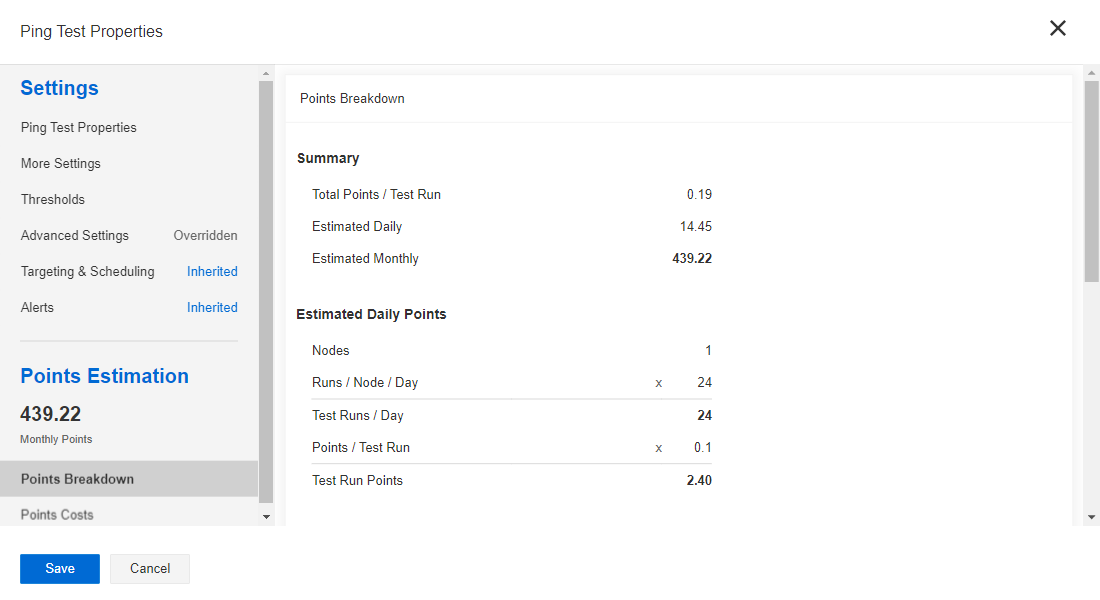 Ping Test Properties
Settings
Ping Test Properties
More Settings
Thresholds
Advanced Settings Overridden
Targeting & Scheduling Inherited
Alerts Inherited
Points Estimation
439.22
Monthly Points
Points Breakdown
Points Costs
Points Breakdown
Summary
Total Points / Test Run 0.19
Estimated Daily 14.45
Estimated Monthly 439.22
Estimated Daily Points
Nodes 1
Runs / Node / Day x 24
Test Runs / Day 24
Points / Test Run x 0.1
Test Run Points 2.40
Save Cancel